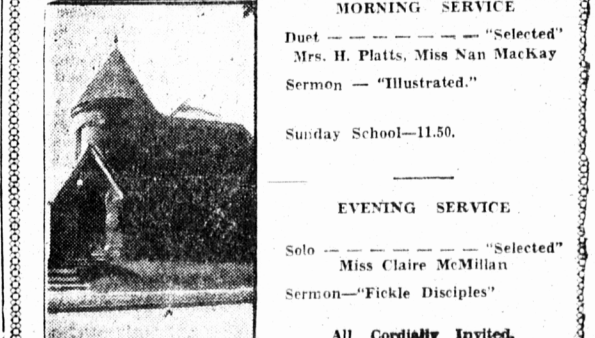 MORNING SERVICE
Duet — — — — — — — "Selected"
Mrs. H. Platts, Miss Nan MacKay
Sermon — "Illustrated."
Sunday School—11.50.
EVENING SERVICE
Solo — — — — — — — "Selected"
Miss Claire McMillan
Sermon—"Fickle Disciples"
All Cordially Invited.